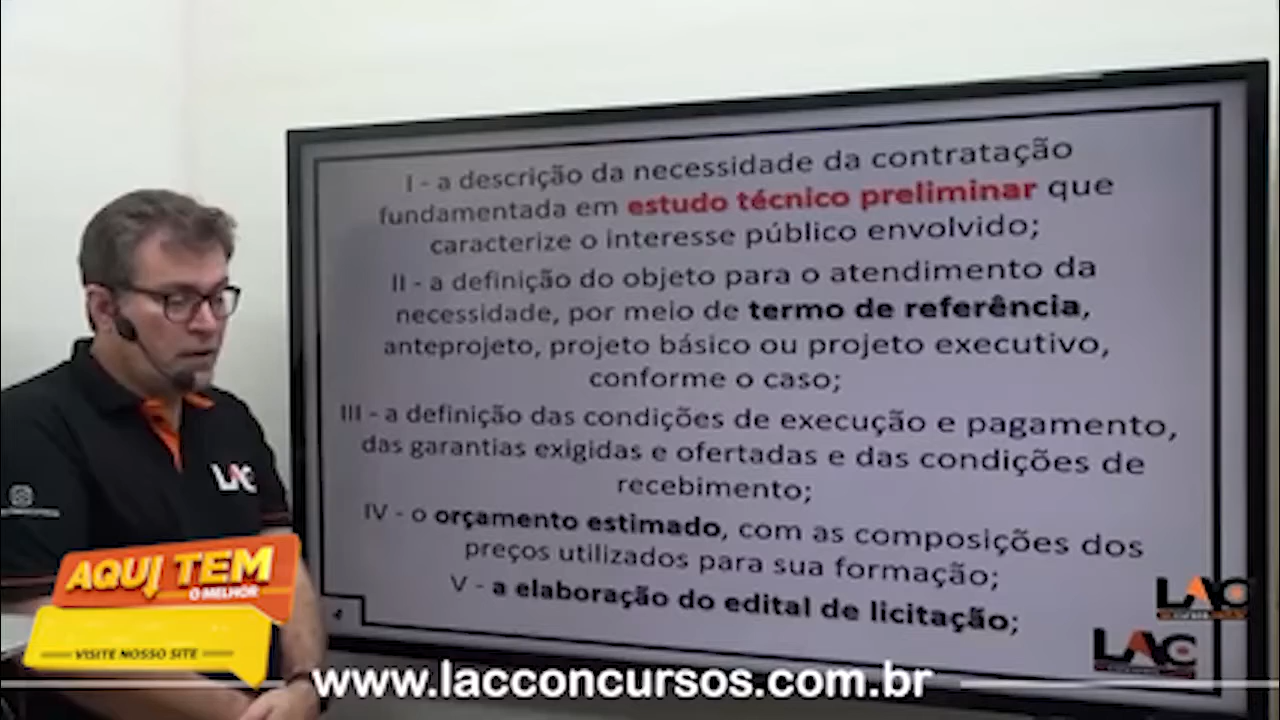 I - a descrição da necessidade da contratação
fundamentada em estudo técnico preliminar que
caracterize o interesse público envolvido;
II - a definição do objeto para o atendimento da
necessidade, por meio de termo de referência,
anteprojeto, projeto básico ou projeto executivo,
conforme o caso;
III - a definição das condições de execução e pagamento,
das garantias exigidas e ofertadas e das condições de
recebimento;
IV - o orçamento estimado, com as composições dos
preços utilizados para sua formação;
V - a elaboração do edital de licitação;
4
LAC
LAC
LAC
AQUI TEM
O MELHOR
VISITE NOSSO SITE
www.lacconcursos.com.br